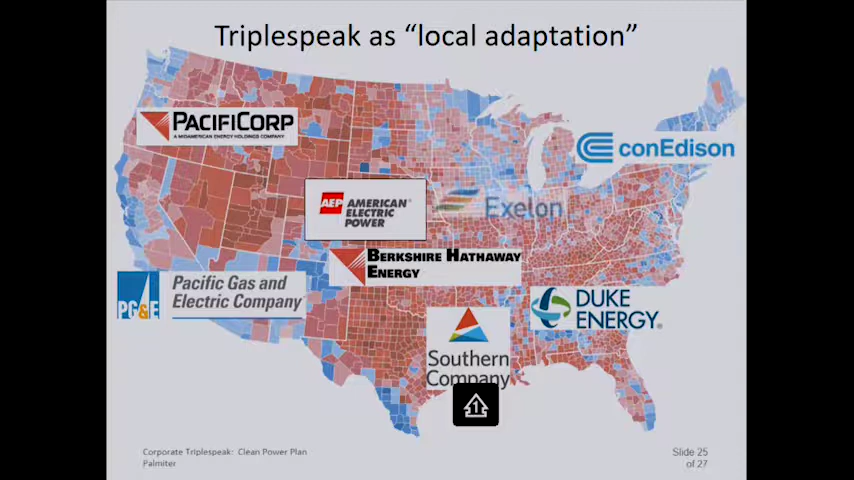 Triplespeak as “local adaptation”
PACIFICORP
A MIDAMERICAN ENERGY HOLDINGS COMPANY
conEdison
AEP AMERICAN®
ELECTRIC
POWER
Exelon
BERKSHIRE HATHAWAY
ENERGY
PG&E
Pacific Gas and
Electric Company
DUKE
ENERGY®
Southern
Company
1
Corporate Triplespeak: Clean Power Plan
Palmiter
Slide 25
of 27